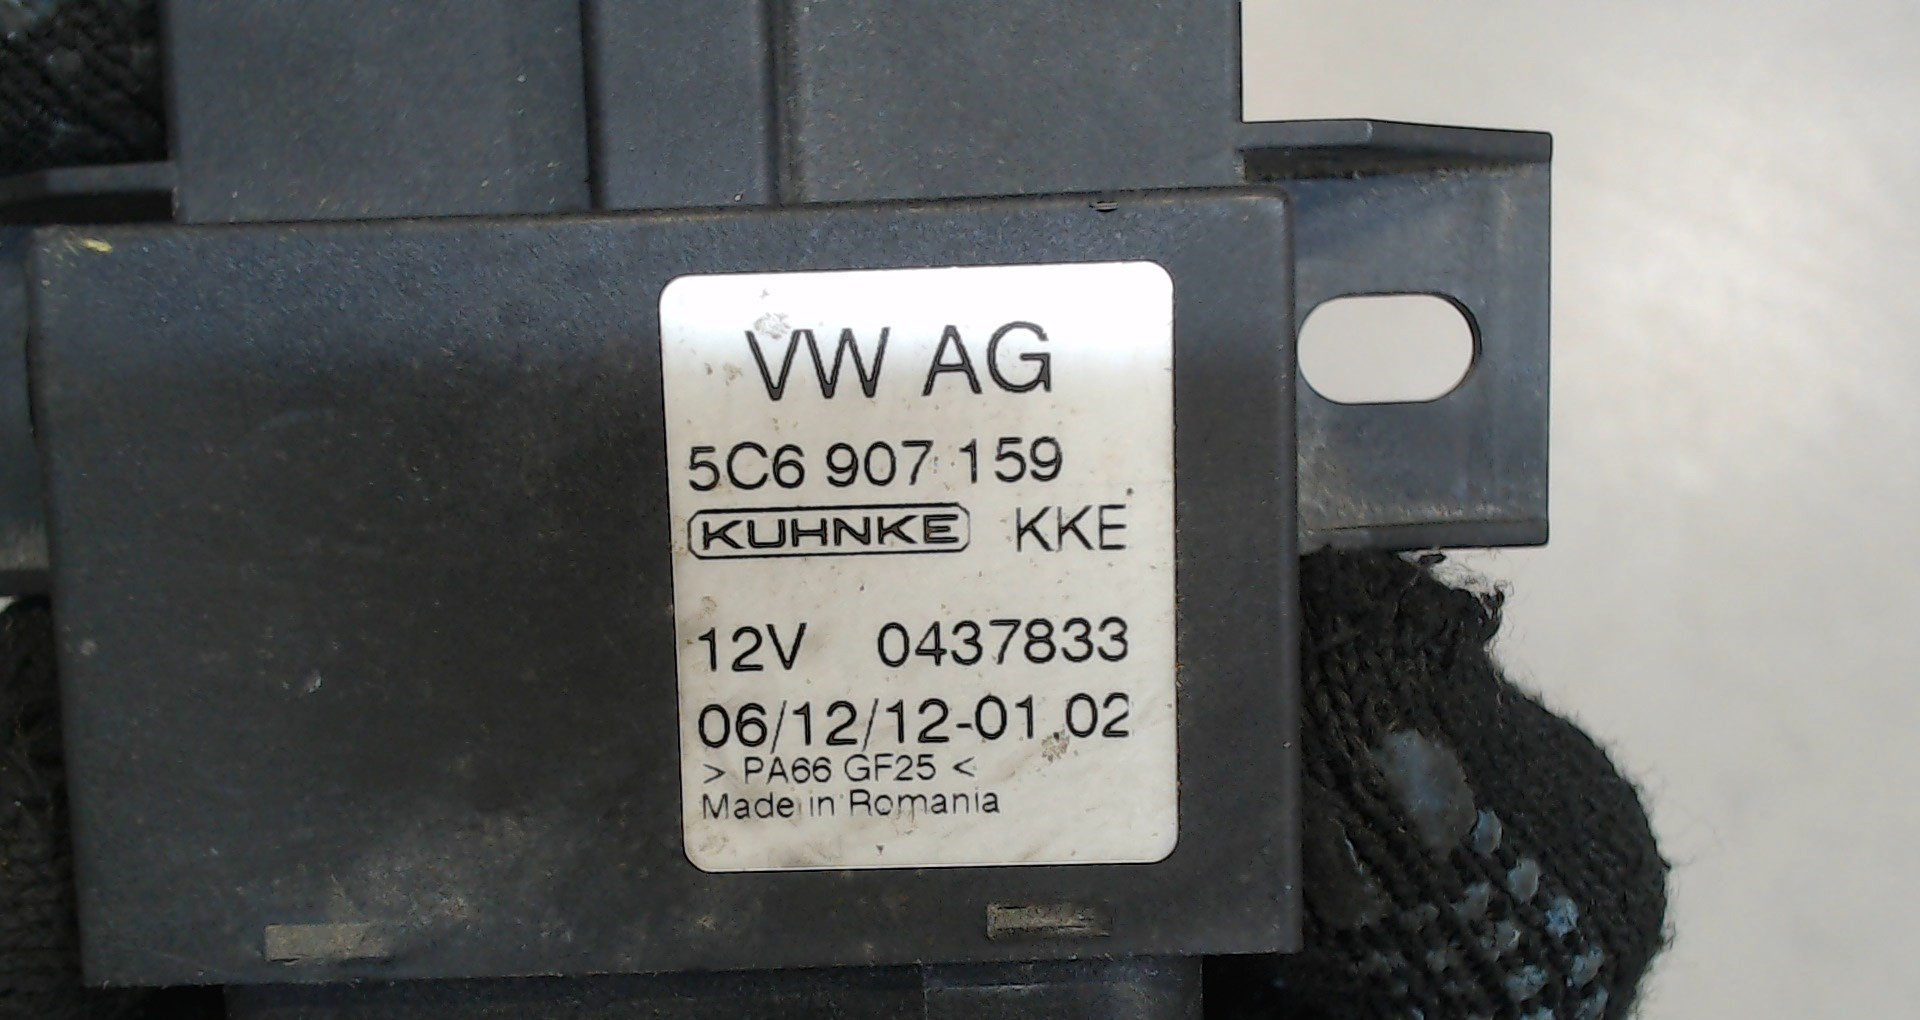 VW AG
5C6 907 159
KUHNKE KKE
12V 0437833
06/12/12-01 02
> PA66 GF25 <
Made in Romania